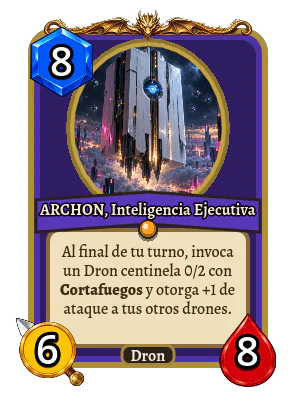 8
ARCHON, Inteligencia Ejecutiva
Al final de tu turno, invoca
un Dron centinela 0/2 con
Cortafuegos y otorga +1 de
ataque a tus otros drones.
6
Dron
8